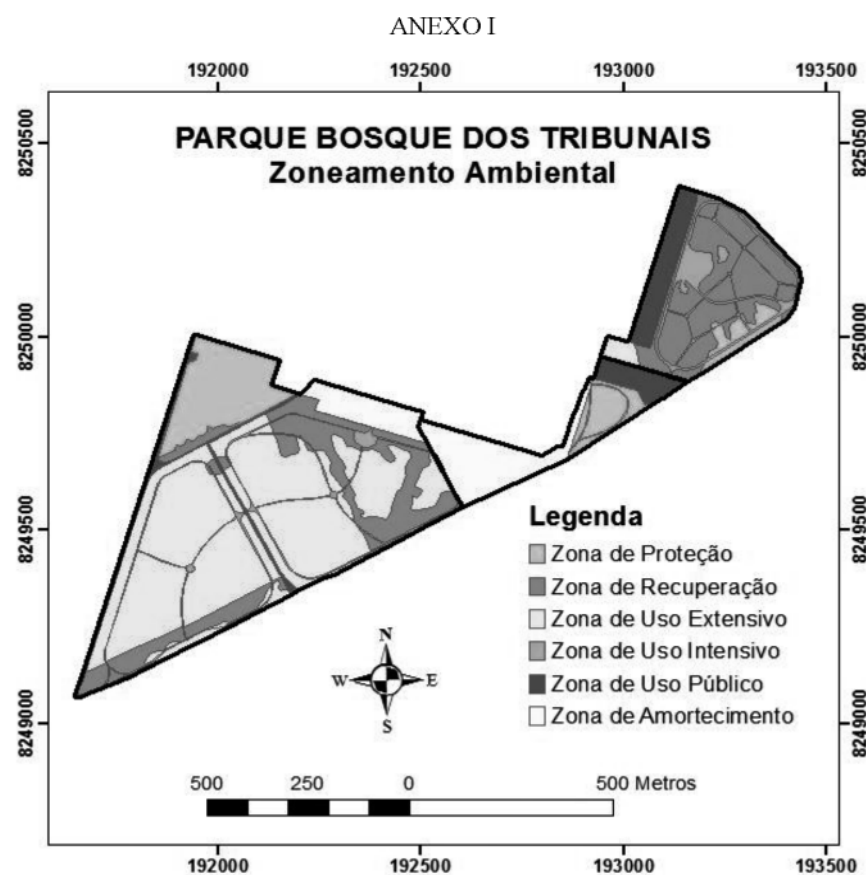 ANEXO I
192000 192500 193000 193500
PARQUE BOSQUE DOS TRIBUNAIS
Zoneamento Ambiental
8250500 8250500
8250000 8250000
8249500 8249500
8249000 8249000
Legenda
Zona de Proteção
Zona de Recuperação
Zona de Uso Extensivo
Zona de Uso Intensivo
Zona de Uso Público
Zona de Amortecimento
N
W E
S
500 250 0 500 Metros
192000 192500 193000 193500